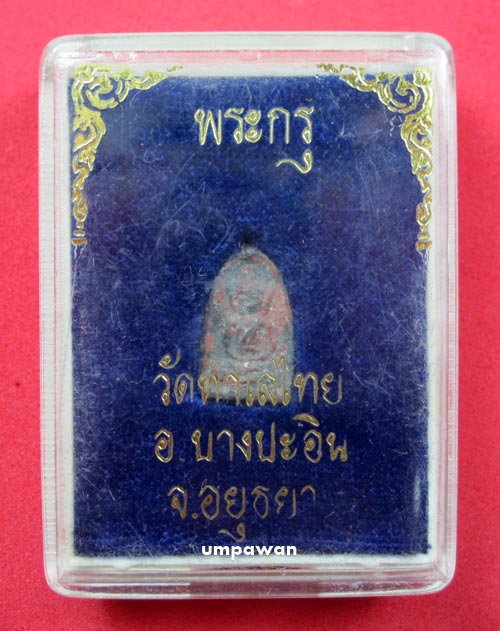 พระกรุ
วัดทาเลไทย
อ.บางปะอิน
จ.อยุธยา
umpawan